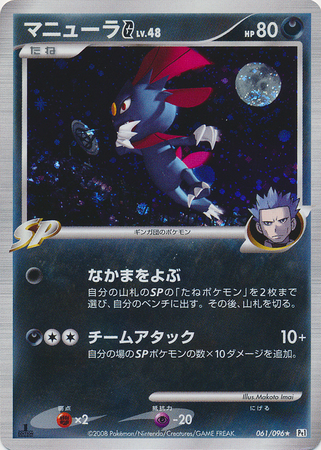 マニューラG LV.48 HP80
たね
SP
ギンガ団のポケモン
なかまをよぶ
自分の山札のSPの「たねポケモン」を2枚まで
選び、自分のベンチに出す。その後、山札を切る。
チームアタック 10+
自分の場のSPポケモンの数×10ダメージを追加。
弱点 ×2 抵抗力 −20 にげる
Illus. Makoto Imai
©2008 Pokémon/Nintendo/Creatures/GAME FREAK
061/096★ Pt1